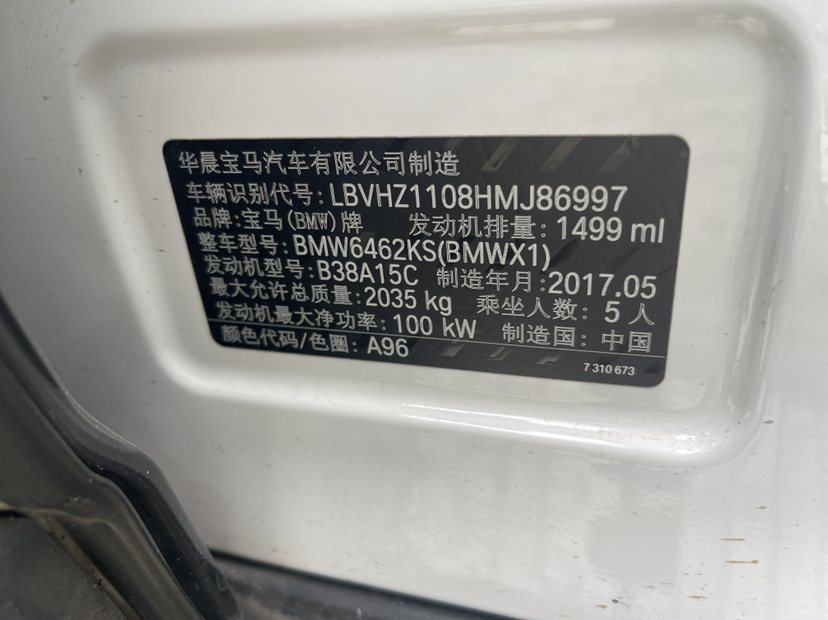 华晨宝马汽车有限公司制造
车辆识别代号: LBVHZ1108HMJ86997
品牌: 宝马(BMW)牌 发动机排量: 1499 ml
整车型号: BMW6462KS(BMWX1)
发动机型号: B38A15C 制造年月: 2017.05
最大允许总质量: 2035 kg 乘坐人数: 5 人
发动机最大净功率: 100 kW 制造国: 中国
颜色代码/色圈: A96
7 310 673